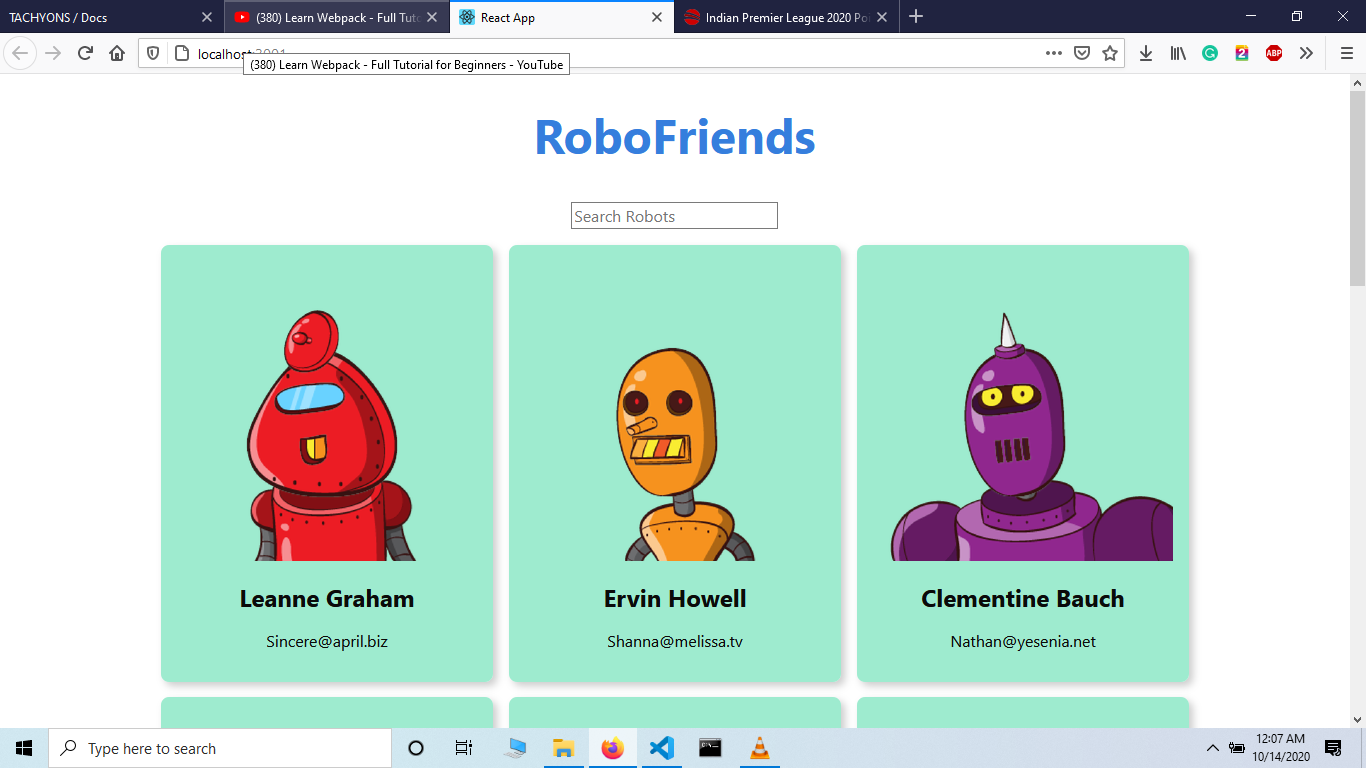 TACHYONS / Docs
(380) Learn Webpack - Full Tuto
React App
Indian Premier League 2020 Po
localhost:3001
(380) Learn Webpack - Full Tutorial for Beginners - YouTube
2
ABP
RoboFriends
Search Robots
Leanne Graham
Ervin Howell
Clementine Bauch
Sincere@april.biz
Shanna@melissa.tv
Nathan@yesenia.net
Type here to search
12:07 AM
10/14/2020